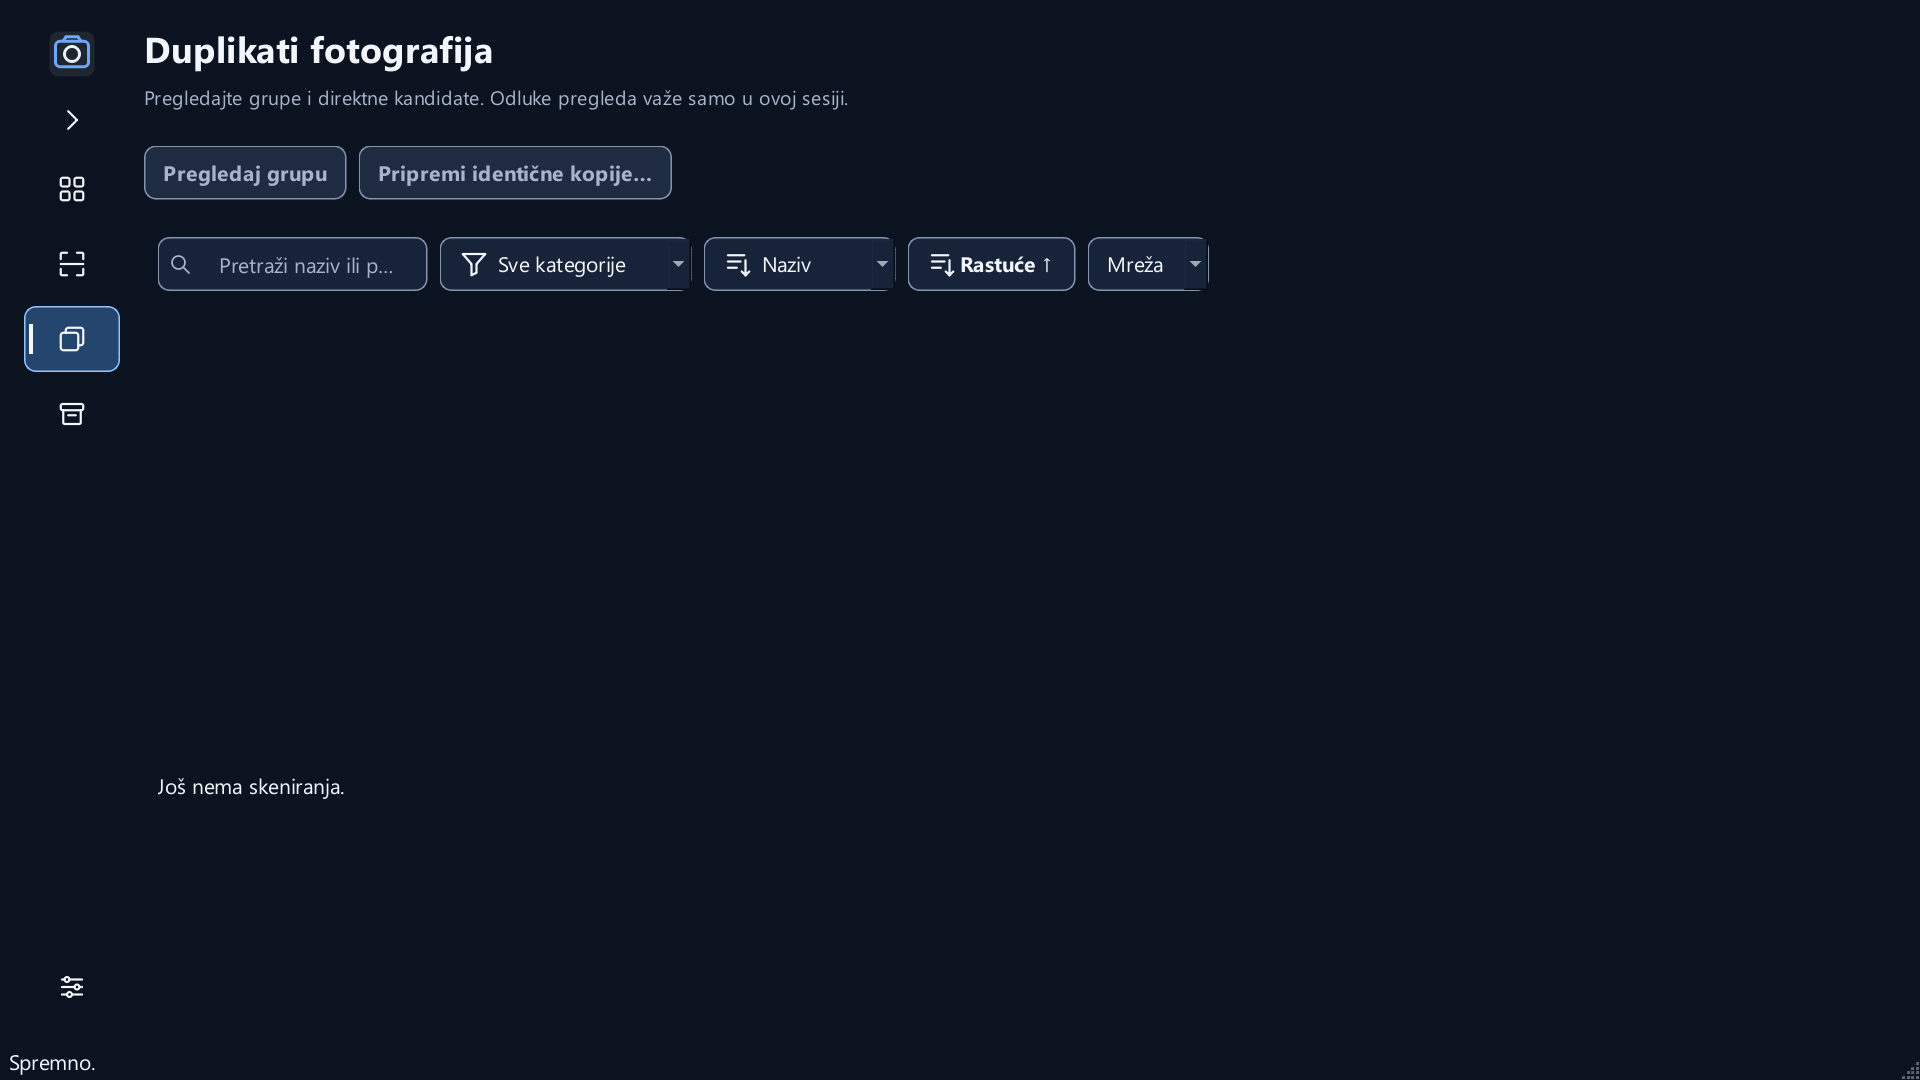 Duplikati fotografija
Pregledajte grupe i direktne kandidate. Odluke pregleda važe samo u ovoj sesiji.
Pregledaj grupu
Pripremi identične kopije...
Pretraži naziv ili p...
Sve kategorije
Naziv
Rastuće ↑
Mreža
Još nema skeniranja.
Spremno.